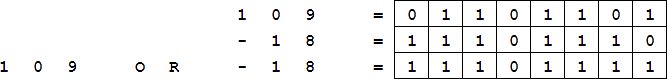 109 = 0 1 1 0 1 1 0 1
-18 = 1 1 1 0 1 1 1 0
109 OR -18 = 1 1 1 0 1 1 1 1